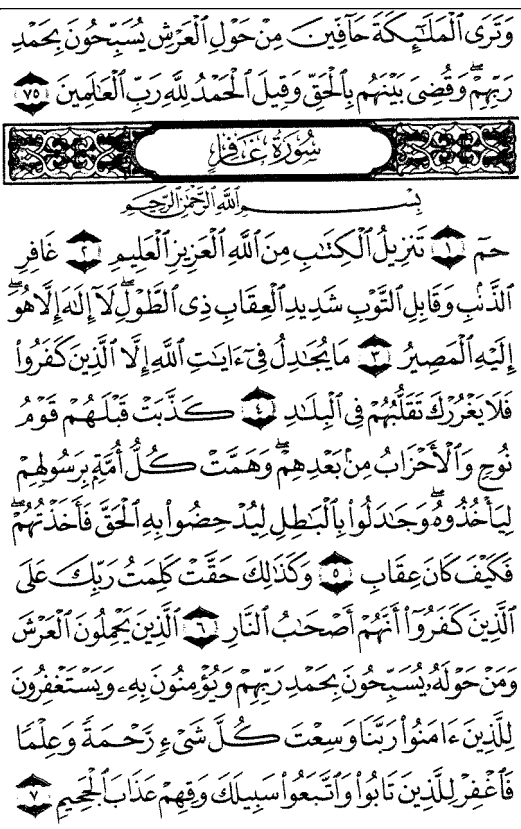 وَتَرَى ٱلْمَلَٰٓئِكَةَ حَآفِّينَ مِنْ حَوْلِ ٱلْعَرْشِ يُسَبِّحُونَ بِحَمْدِ
رَبِّهِمْ ۖ وَقُضِيَ بَيْنَهُم بِٱلْحَقِّ وَقِيلَ ٱلْحَمْدُ لِلَّهِ رَبِّ ٱلْعَٰلَمِينَ ٧٥
سُورَةُ غَافِرٍ
بِسْمِ ٱللَّهِ ٱلرَّحْمَٰنِ ٱلرَّحِيمِ
حمٓ ١ تَنزِيلُ ٱلْكِتَٰبِ مِنَ ٱللَّهِ ٱلْعَزِيزِ ٱلْعَلِيمِ ٢ غَافِرِ
ٱلذَّنۢبِ وَقَابِلِ ٱلتَّوْبِ شَدِيدِ ٱلْعِقَابِ ذِى ٱلطَّوْلِ ۖ لَآ إِلَٰهَ إِلَّا هُوَ ۖ
إِلَيْهِ ٱلْمَصِيرُ ٣ مَا يُجَٰدِلُ فِىٓ ءَايَٰتِ ٱللَّهِ إِلَّا ٱلَّذِينَ كَفَرُوا۟
فَلَا يَغْرُرْكَ تَقَلُّبُهُمْ فِى ٱلْبِلَٰدِ ٤ كَذَّبَتْ قَبْلَهُمْ قَوْمُ
نُوحٍ وَٱلْأَحْزَابُ مِنۢ بَعْدِهِمْ ۖ وَهَمَّتْ كُلُّ أُمَّةٍۭ بِرَسُولِهِمْ
لِيَأْخُذُوهُ ۖ وَجَٰدَلُوا۟ بِٱلْبَٰطِلِ لِيُدْحِضُوا۟ بِهِ ٱلْحَقَّ فَأَخَذْتُهُمْ ۖ
فَكَيْفَ كَانَ عِقَابِ ٥ وَكَذَٰلِكَ حَقَّتْ كَلِمَتُ رَبِّكَ عَلَى
ٱلَّذِينَ كَفَرُوٓا۟ أَنَّهُمْ أَصْحَٰبُ ٱلنَّارِ ٦ ٱلَّذِينَ يَحْمِلُونَ ٱلْعَرْشَ
وَمَنْ حَوْلَهُۥ يُسَبِّحُونَ بِحَمْدِ رَبِّهِمْ وَيُؤْمِنُونَ بِهِۦ وَيَسْتَغْفِرُونَ
لِلَّذِينَ ءَامَنُوا۟ رَبَّنَا وَسِعْتَ كُلَّ شَىْءٍ رَّحْمَةً وَعِلْمًا
فَٱغْفِرْ لِلَّذِينَ تَابُوا۟ وَٱتَّبَعُوا۟ سَبِيلَكَ وَقِهِمْ عَذَابَ ٱلْجَحِيمِ ٧